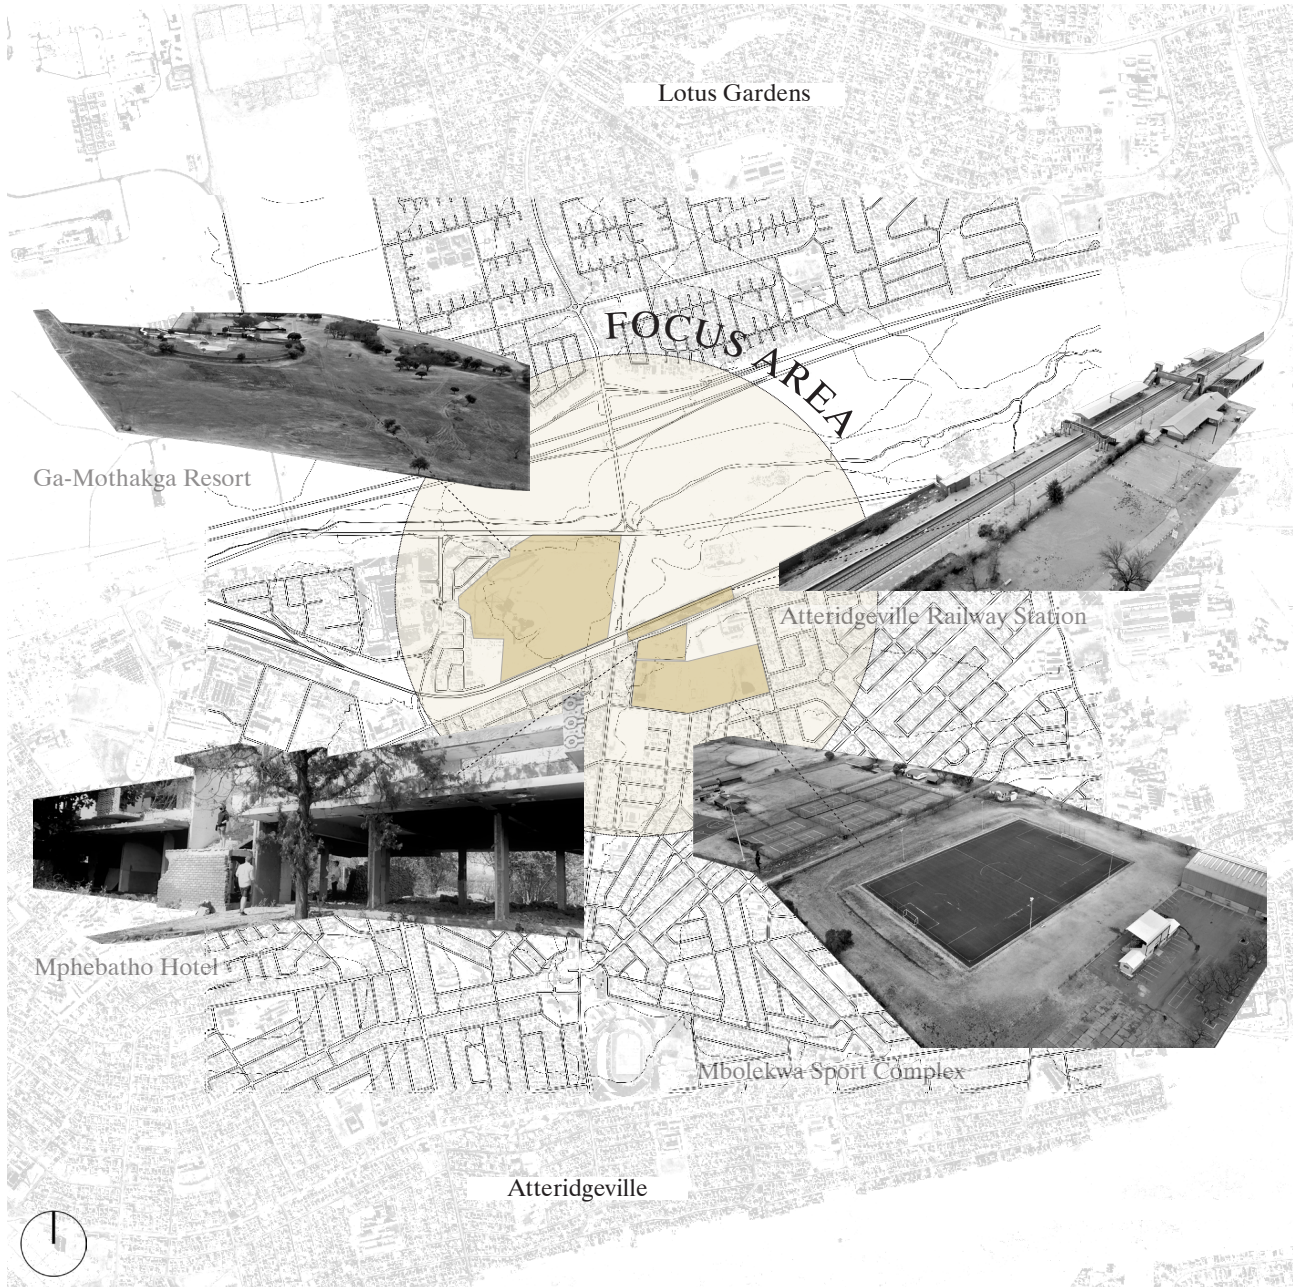 Lotus Gardens
FOCUS AREA
Ga-Mothakga Resort
Atteridgeville Railway Station
Mphebatho Hotel
Mbolekwa Sport Complex
Atteridgeville